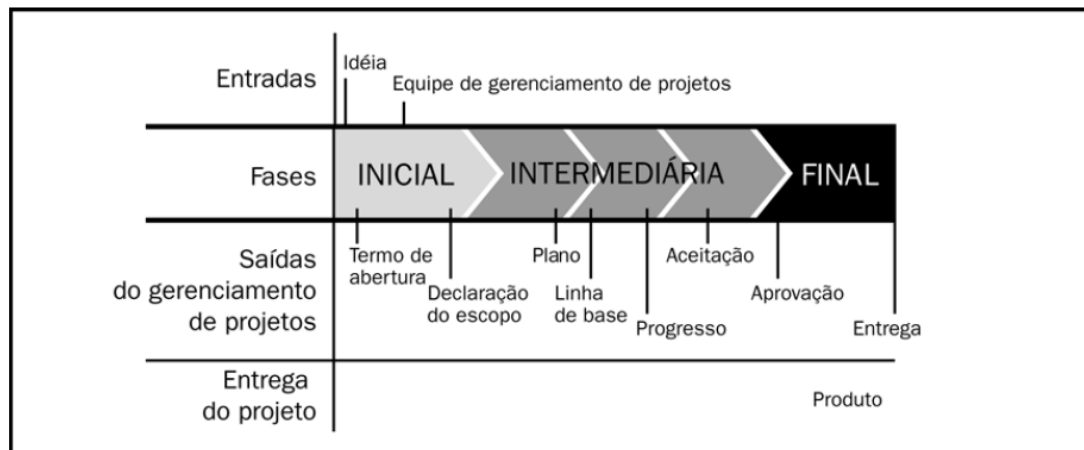 Entradas
Idéia
Equipe de gerenciamento de projetos
Fases
INICIAL
INTERMEDIÁRIA
FINAL
Saídas
do gerenciamento
de projetos
Termo de
abertura
Declaração
do escopo
Plano
Linha
de base
Progresso
Aceitação
Aprovação
Entrega
Entrega
do projeto
Produto